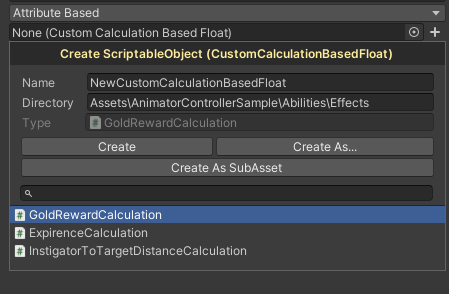 Attribute Based
None (Custom Calculation Based Float)
Create ScriptableObject (CustomCalculationBasedFloat)
Name NewCustomCalculationBasedFloat
Directory Assets\AnimatorControllerSample\Abilities\Effects
Type # GoldRewardCalculation
Create Create As...
Create As SubAsset
# GoldRewardCalculation
# ExpirenceCalculation
# InstigatorToTargetDistanceCalculation